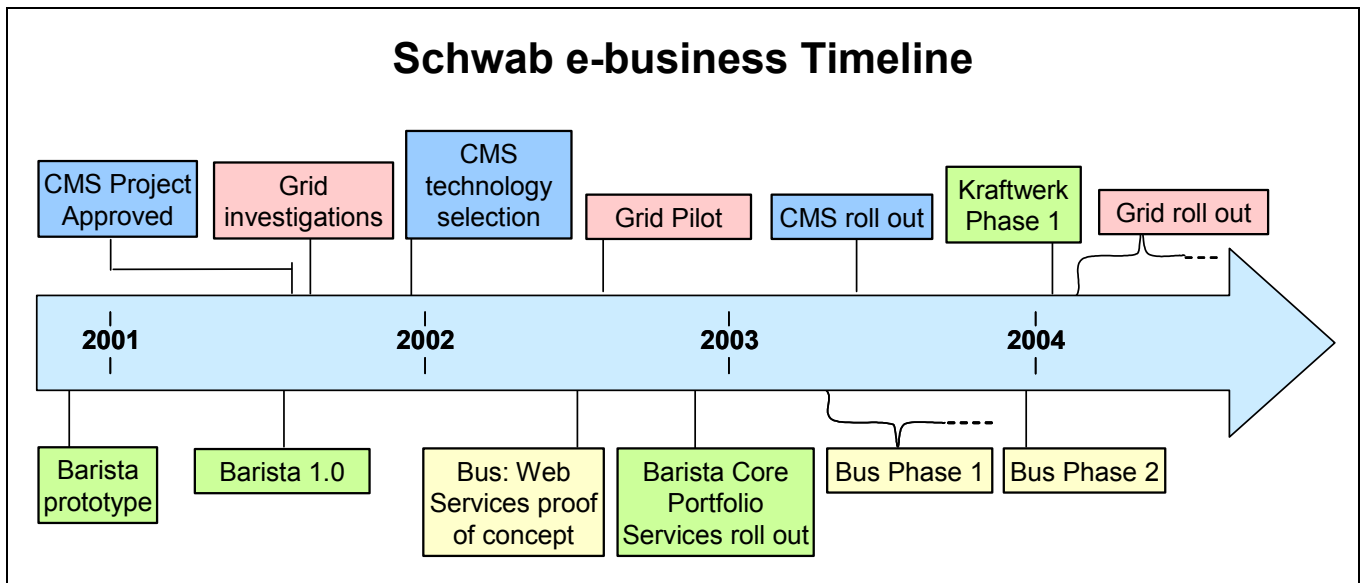 Schwab e-business Timeline
CMS Project
Approved
Grid
investigations
CMS
technology
selection
Grid Pilot
CMS roll out
Kraftwerk
Phase 1
Grid roll out
2001
2002
2003
2004
Barista
prototype
Barista 1.0
Bus: Web
Services proof
of concept
Barista Core
Portfolio
Services roll out
Bus Phase 1
Bus Phase 2